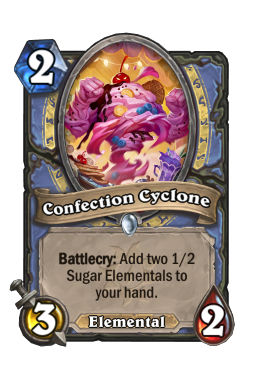 2
Confection Cyclone
Battlecry: Add two 1/2
Sugar Elementals to
your hand.
3
Elemental
2